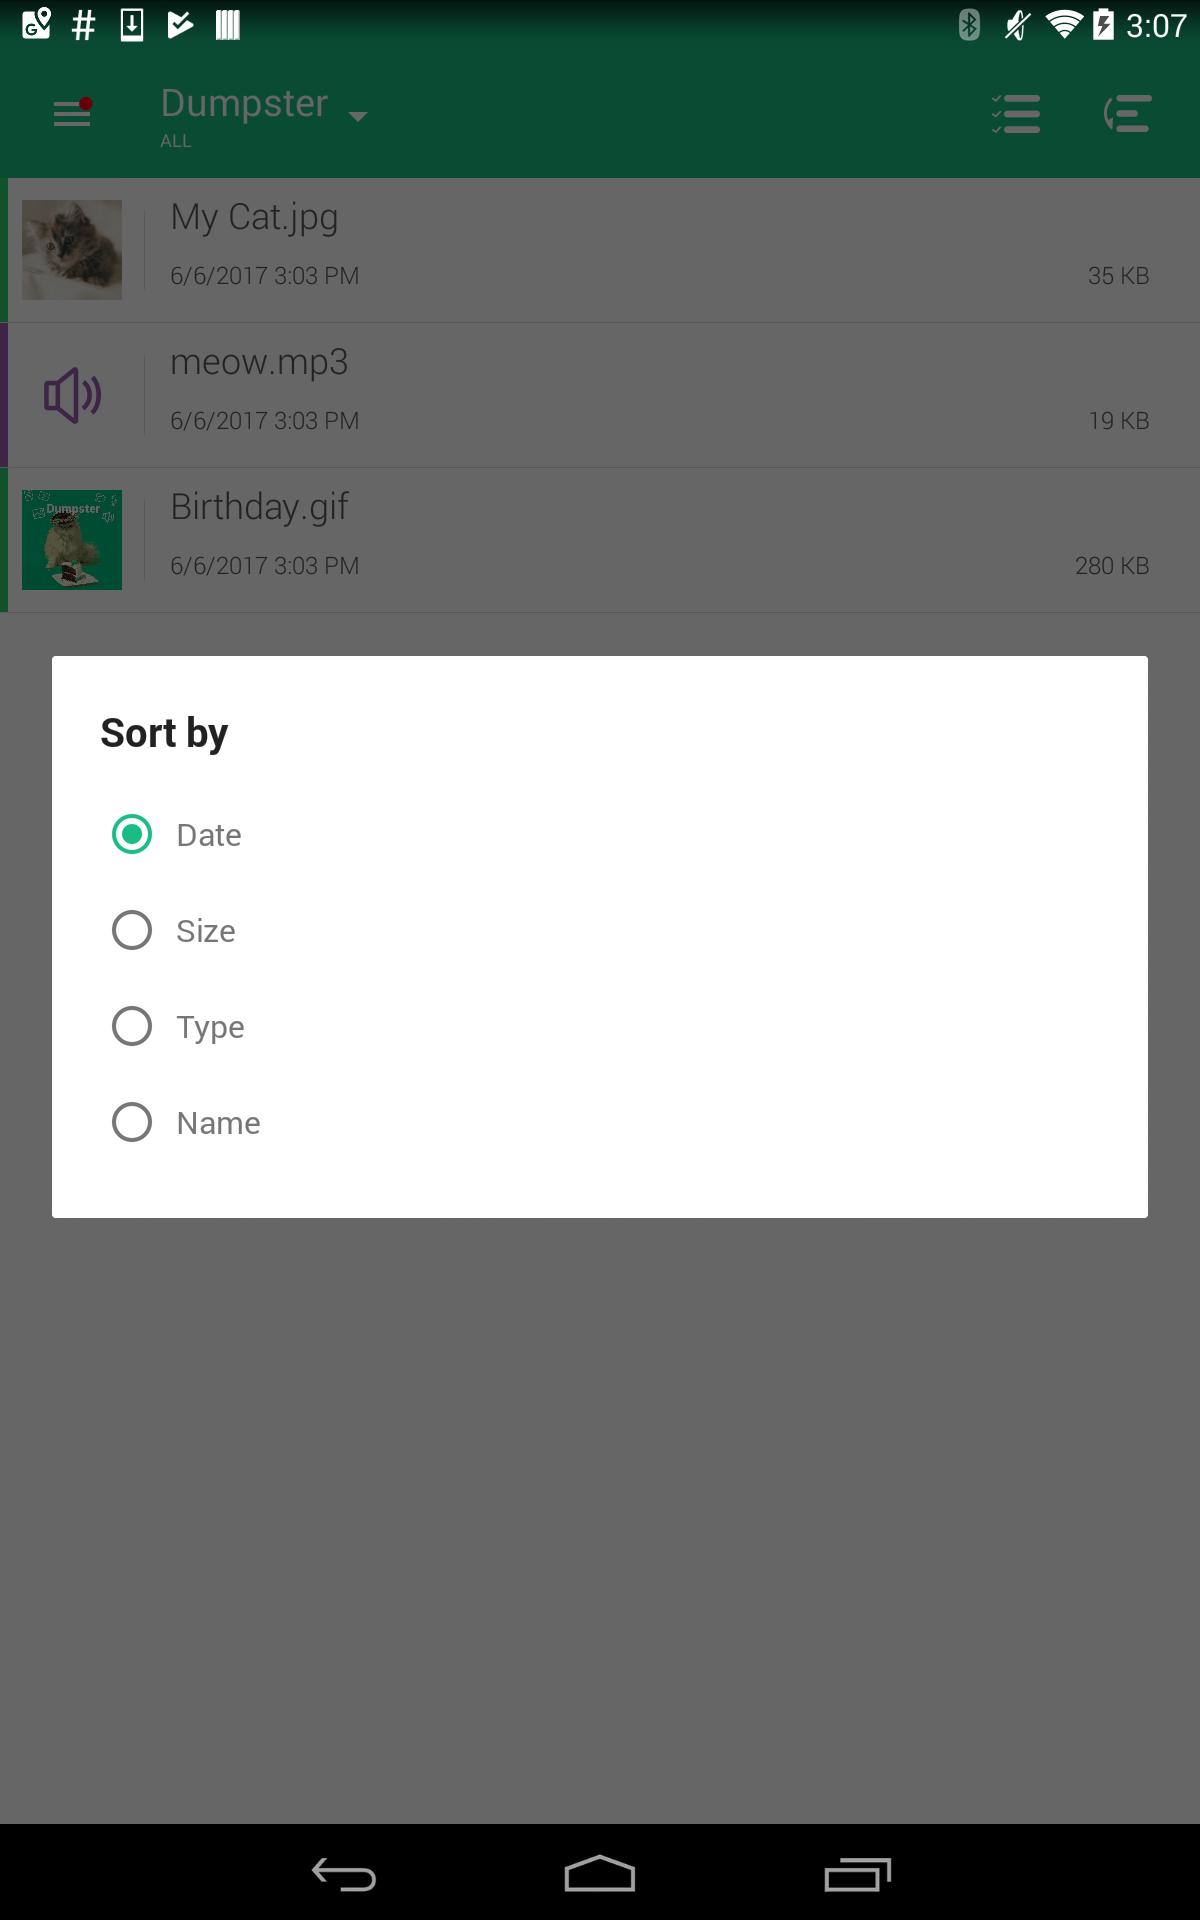 3:07
Dumpster
ALL
My Cat.jpg
6/6/2017 3:03 PM
35 KB
meow.mp3
6/6/2017 3:03 PM
19 KB
Dumpster
Birthday.gif
6/6/2017 3:03 PM
280 KB
Sort by
Date
Size
Type
Name